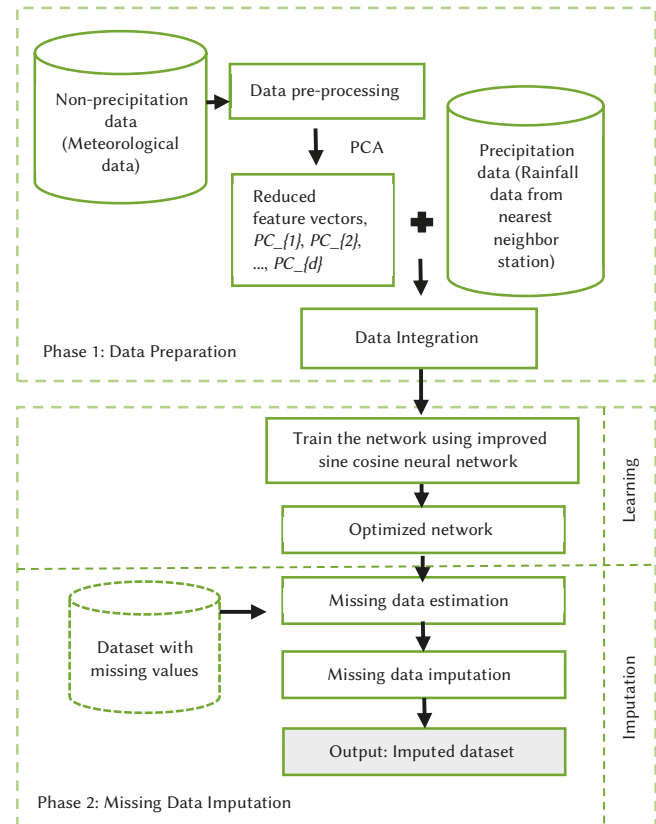 Non-precipitation
data
(Meteorological
data)
Data pre-processing
PCA
Reduced
feature vectors,
PC_{1}, PC_{2},
..., PC_{d}
Precipitation
data (Rainfall
data from
nearest
neighbor
station)
Data Integration
Phase 1: Data Preparation
Train the network using improved
sine cosine neural network
Optimized network
Learning
Dataset with
missing values
Missing data estimation
Missing data imputation
Output: Imputed dataset
Imputation
Phase 2: Missing Data Imputation